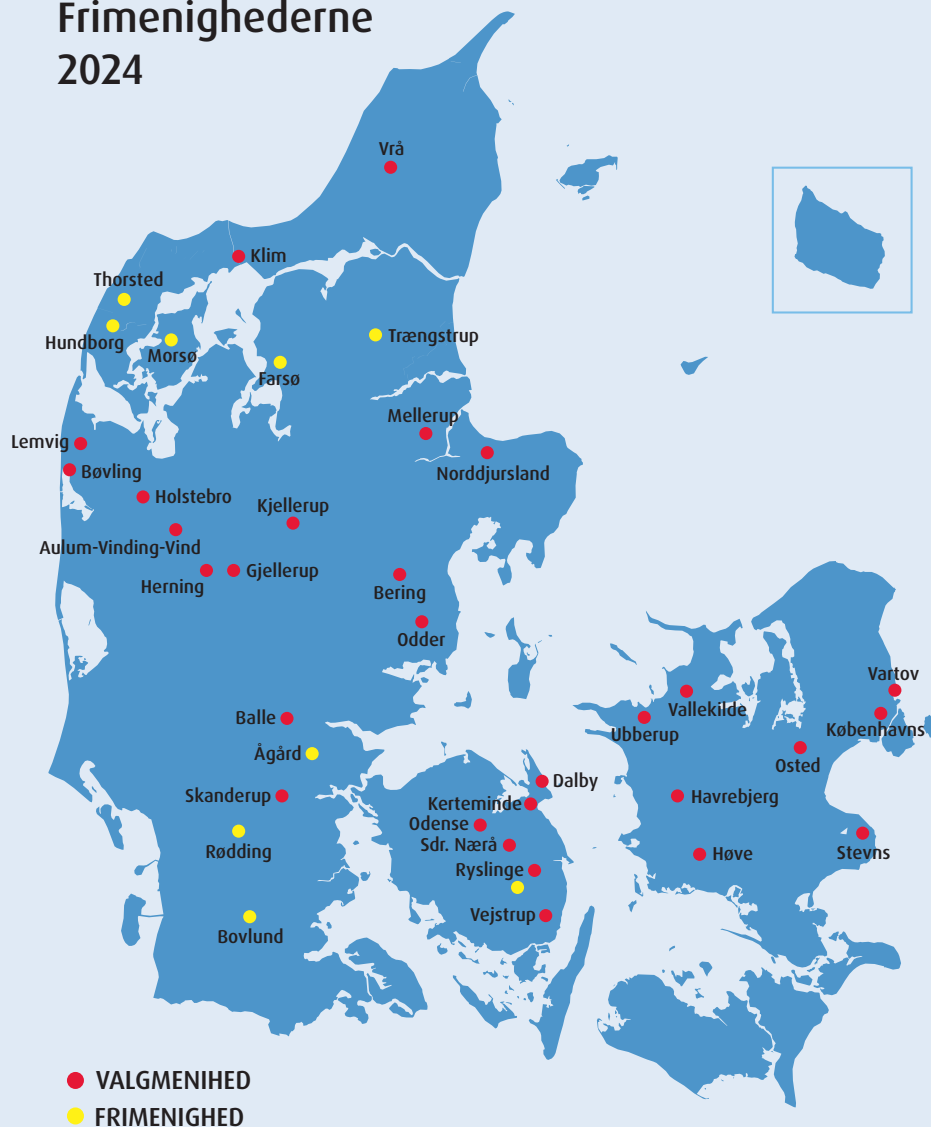 Frimenighederne
2024
Vrå
Klim
Thorsted
Hundborg
Morsø
Trængstrup
Farsø
Mellerup
Lemvig
Norddjursland
Bøvling
Holstebro
Kjellerup
Aulum-Vinding-Vind
Herning
Gjellerup
Bering
Odder
Vartov
Vallekilde
Balle
Ubberup
Københavns
Ågård
Osted
Dalby
Skanderup
Kerteminde
Havrebjerg
Odense
Sdr. Nærå
Rødding
Høve
Stevns
Ryslinge
Vejstrup
Bovlund
VALGMENIHED
FRIMENIGHED